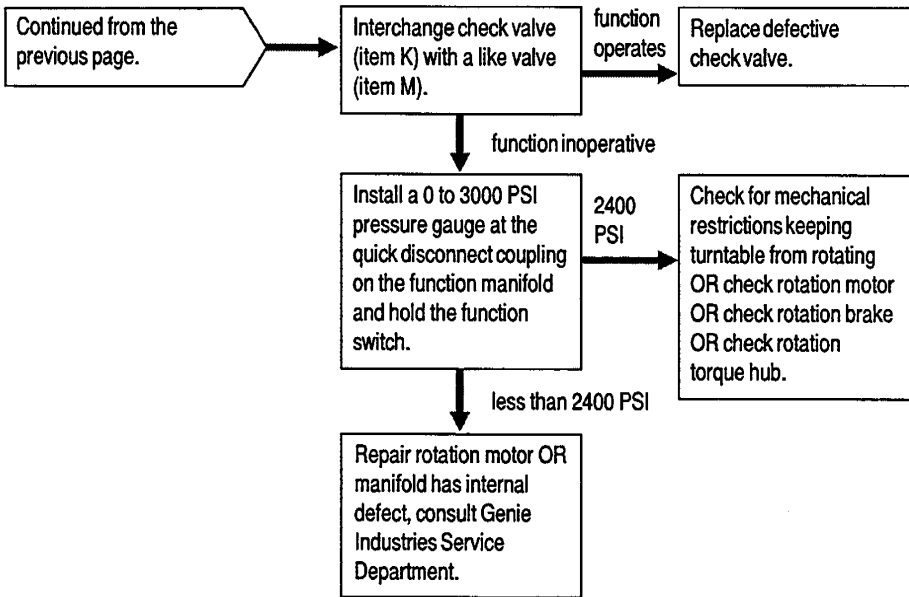 Continued from the
previous page.
Interchange check valve
(item K) with a like valve
(item M).
function
operates
Replace defective
check valve.
function inoperative
Install a 0 to 3000 PSI
pressure gauge at the
quick disconnect coupling
on the function manifold
and hold the function
switch.
2400
PSI
Check for mechanical
restrictions keeping
turntable from rotating
OR check rotation motor
OR check rotation brake
OR check rotation
torque hub.
less than 2400 PSI
Repair rotation motor OR
manifold has internal
defect, consult Genie
Industries Service
Department.